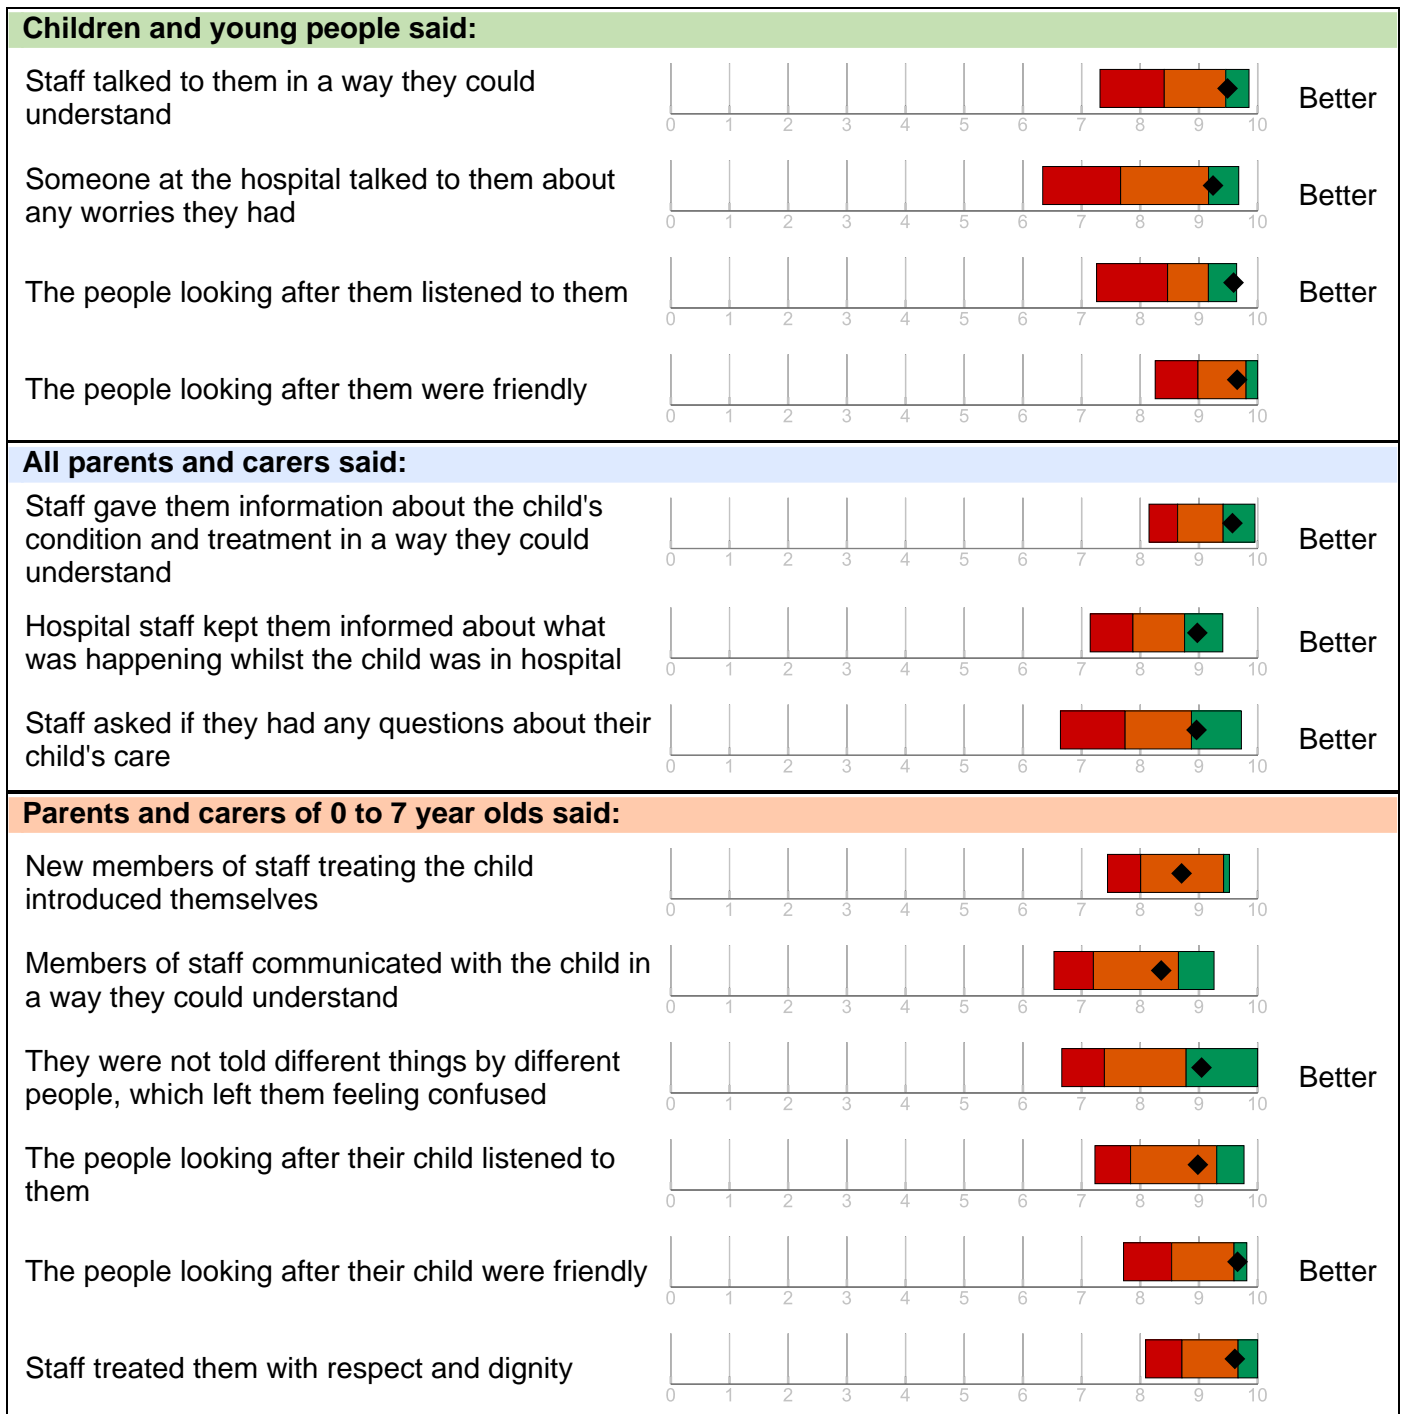 Children and young people said:
Staff talked to them in a way they could
understand
0 1 2 3 4 5 6 7 8 9 10
Better
Someone at the hospital talked to them about
any worries they had
0 1 2 3 4 5 6 7 8 9 10
Better
The people looking after them listened to them
0 1 2 3 4 5 6 7 8 9 10
Better
The people looking after them were friendly
0 1 2 3 4 5 6 7 8 9 10
All parents and carers said:
Staff gave them information about the child's
condition and treatment in a way they could
understand
0 1 2 3 4 5 6 7 8 9 10
Better
Hospital staff kept them informed about what
was happening whilst the child was in hospital
0 1 2 3 4 5 6 7 8 9 10
Better
Staff asked if they had any questions about their
child's care
0 1 2 3 4 5 6 7 8 9 10
Better
Parents and carers of 0 to 7 year olds said:
New members of staff treating the child
introduced themselves
0 1 2 3 4 5 6 7 8 9 10
Members of staff communicated with the child in
a way they could understand
0 1 2 3 4 5 6 7 8 9 10
They were not told different things by different
people, which left them feeling confused
0 1 2 3 4 5 6 7 8 9 10
Better
The people looking after their child listened to
them
0 1 2 3 4 5 6 7 8 9 10
The people looking after their child were friendly
0 1 2 3 4 5 6 7 8 9 10
Better
Staff treated them with respect and dignity
0 1 2 3 4 5 6 7 8 9 10